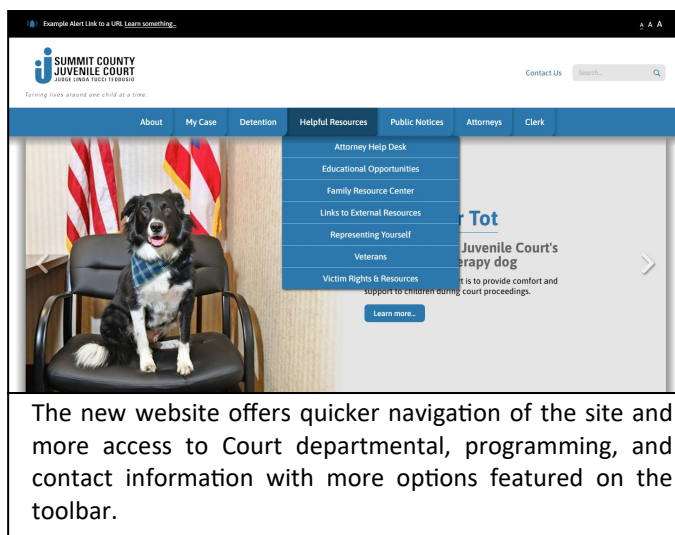 Example Alert Link to a URL Learn something...
A A A
SUMMIT COUNTY
JUVENILE COURT
JUDGE LINDA TUCCI TEODOSIO
Turning lives around one child at a time.
Contact Us
Search...
About My Case Detention Helpful Resources Public Notices Attorneys Clerk
Attorney Help Desk
Educational Opportunities
Family Resource Center
Links to External Resources
Representing Yourself
Veterans
Victim Rights & Resources
Tot
Juvenile Court's
dog
is to provide comfort and
support to children during court proceedings.
Learn more...
The new website offers quicker navigation of the site and
more access to Court departmental, programming, and
contact information with more options featured on the
toolbar.